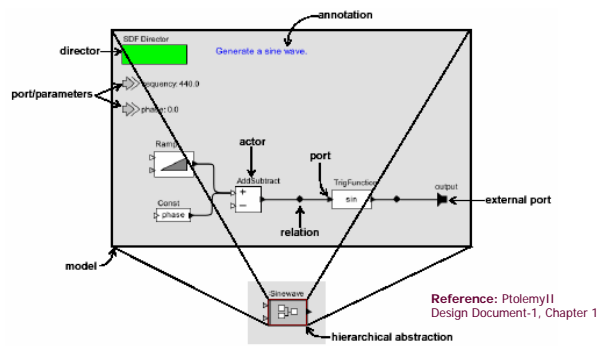 annotation
SDF Director
director
Generate a sine wave.
port/parameters
frequency: 440.0
phase: 0.0
Ramp
actor
port
AddSubtract
TrigFunction
output
+
−
sin
external port
Const
phase
relation
model
Sinewave
Reference: PtolemyII
Design Document-1, Chapter 1
hierarchical abstraction